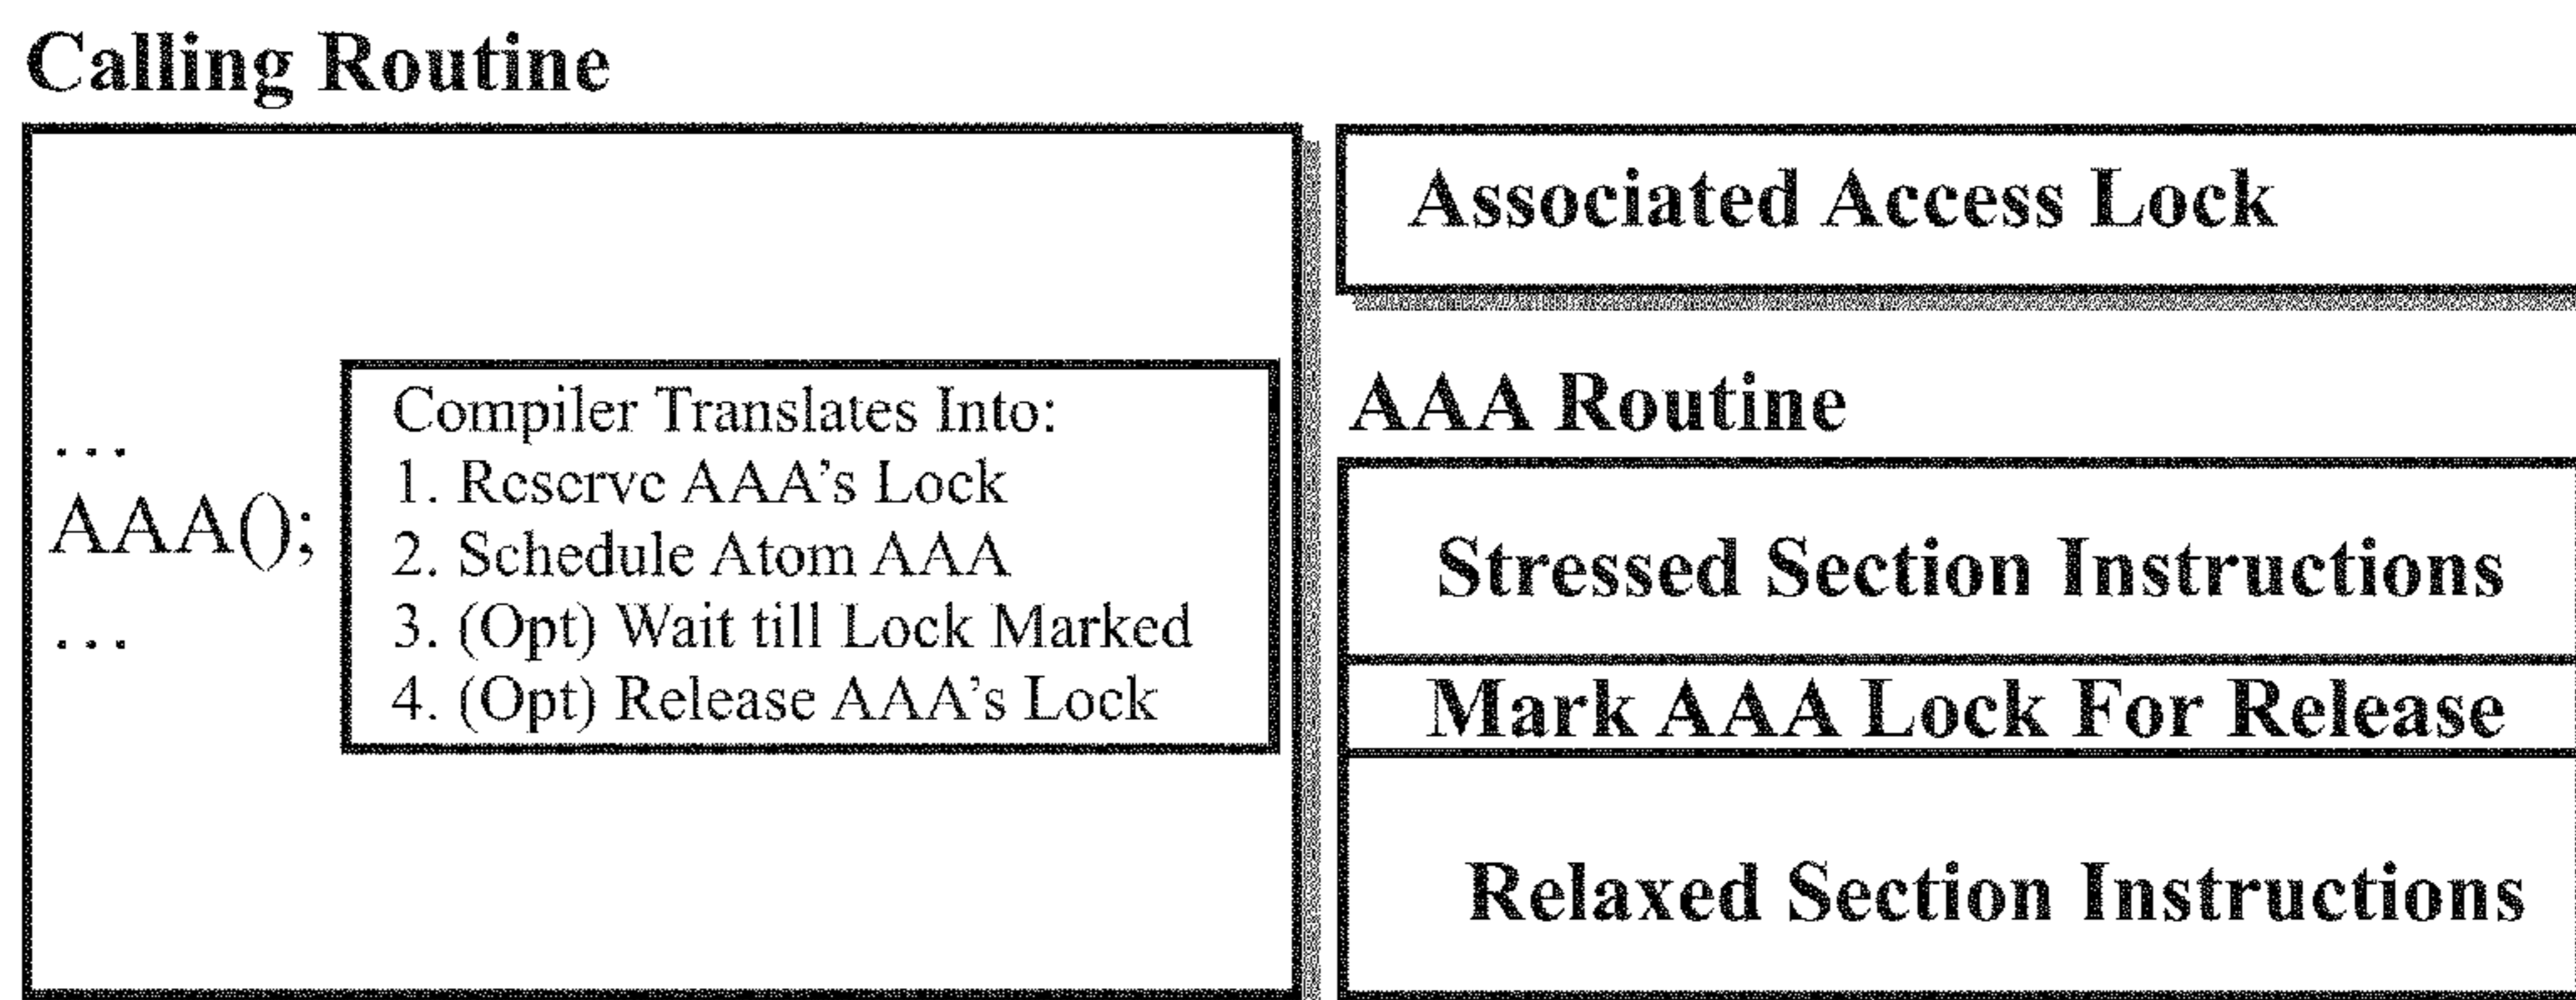 Calling Routine
...
AAA();
...
Compiler Translates Into:
1. Reserve AAA's Lock
2. Schedule Atom AAA
3. (Opt) Wait till Lock Marked
4. (Opt) Release AAA's Lock
Associated Access Lock
AAA Routine
Stressed Section Instructions
Mark AAA Lock For Release
Relaxed Section Instructions